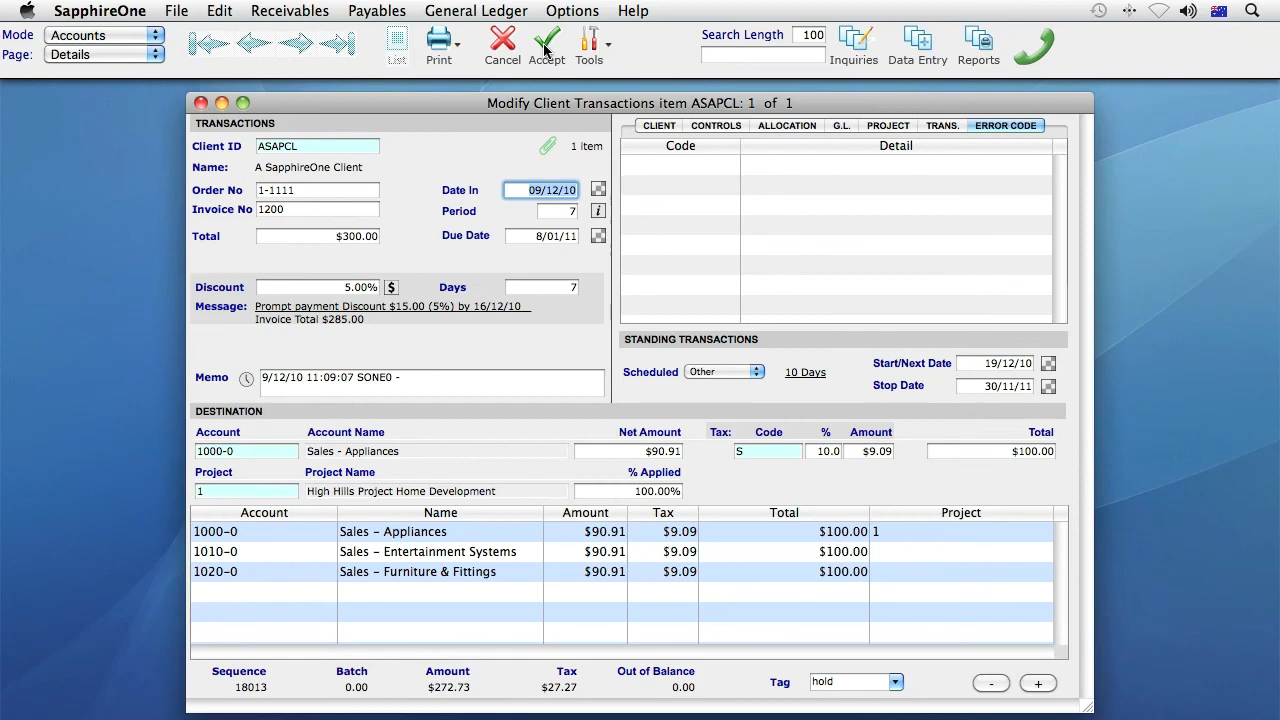 SapphireOne File Edit Receivables Payables General Ledger Options Help
Mode Accounts
Page: Details
List Print Cancel Accept Tools
Search Length 100
Inquiries Data Entry Reports
Modify Client Transactions item ASAPCL: 1 of 1
TRANSACTIONS
Client ID ASAPCL 1 item
Name: A SapphireOne Client
Order No 1-1111 Date In 09/12/10
Invoice No 1200 Period 7 i
Total $300.00 Due Date 8/01/11
Discount 5.00% $ Days 7
Message: Prompt payment Discount $15.00 (5%) by 16/12/10
Invoice Total $285.00
Memo 9/12/10 11:09:07 SONE0 -
CLIENT CONTROLS ALLOCATION G.L. PROJECT TRANS. ERROR CODE
Code Detail
STANDING TRANSACTIONS
Scheduled Other 10 Days
Start/Next Date 19/12/10
Stop Date 30/11/11
DESTINATION
Account Account Name Net Amount Tax: Code % Amount Total
1000-0 Sales - Appliances $90.91 S 10.0 $9.09 $100.00
Project Project Name % Applied
1 High Hills Project Home Development 100.00%
Account Name Amount Tax Total Project
1000-0 Sales - Appliances $90.91 $9.09 $100.00 1
1010-0 Sales - Entertainment Systems $90.91 $9.09 $100.00
1020-0 Sales - Furniture & Fittings $90.91 $9.09 $100.00
Sequence Batch Amount Tax Out of Balance
18013 0.00 $272.73 $27.27 0.00
Tag hold - +